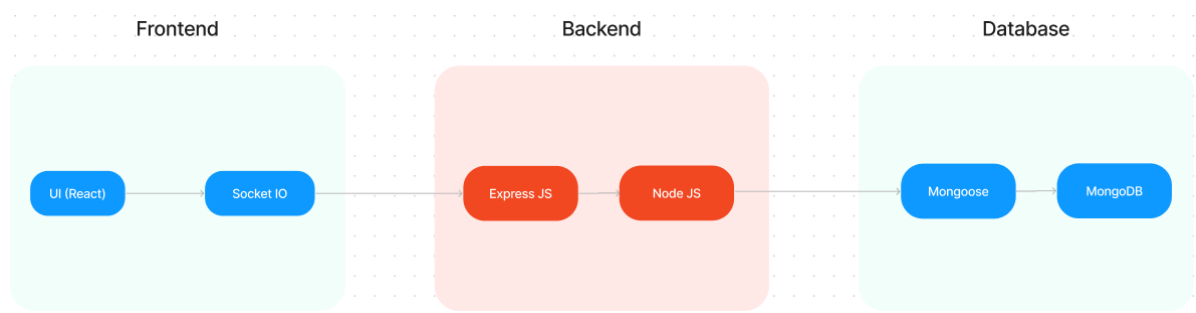 Frontend
Backend
Database
UI (React)
Socket IO
Express JS
Node JS
Mongoose
MongoDB